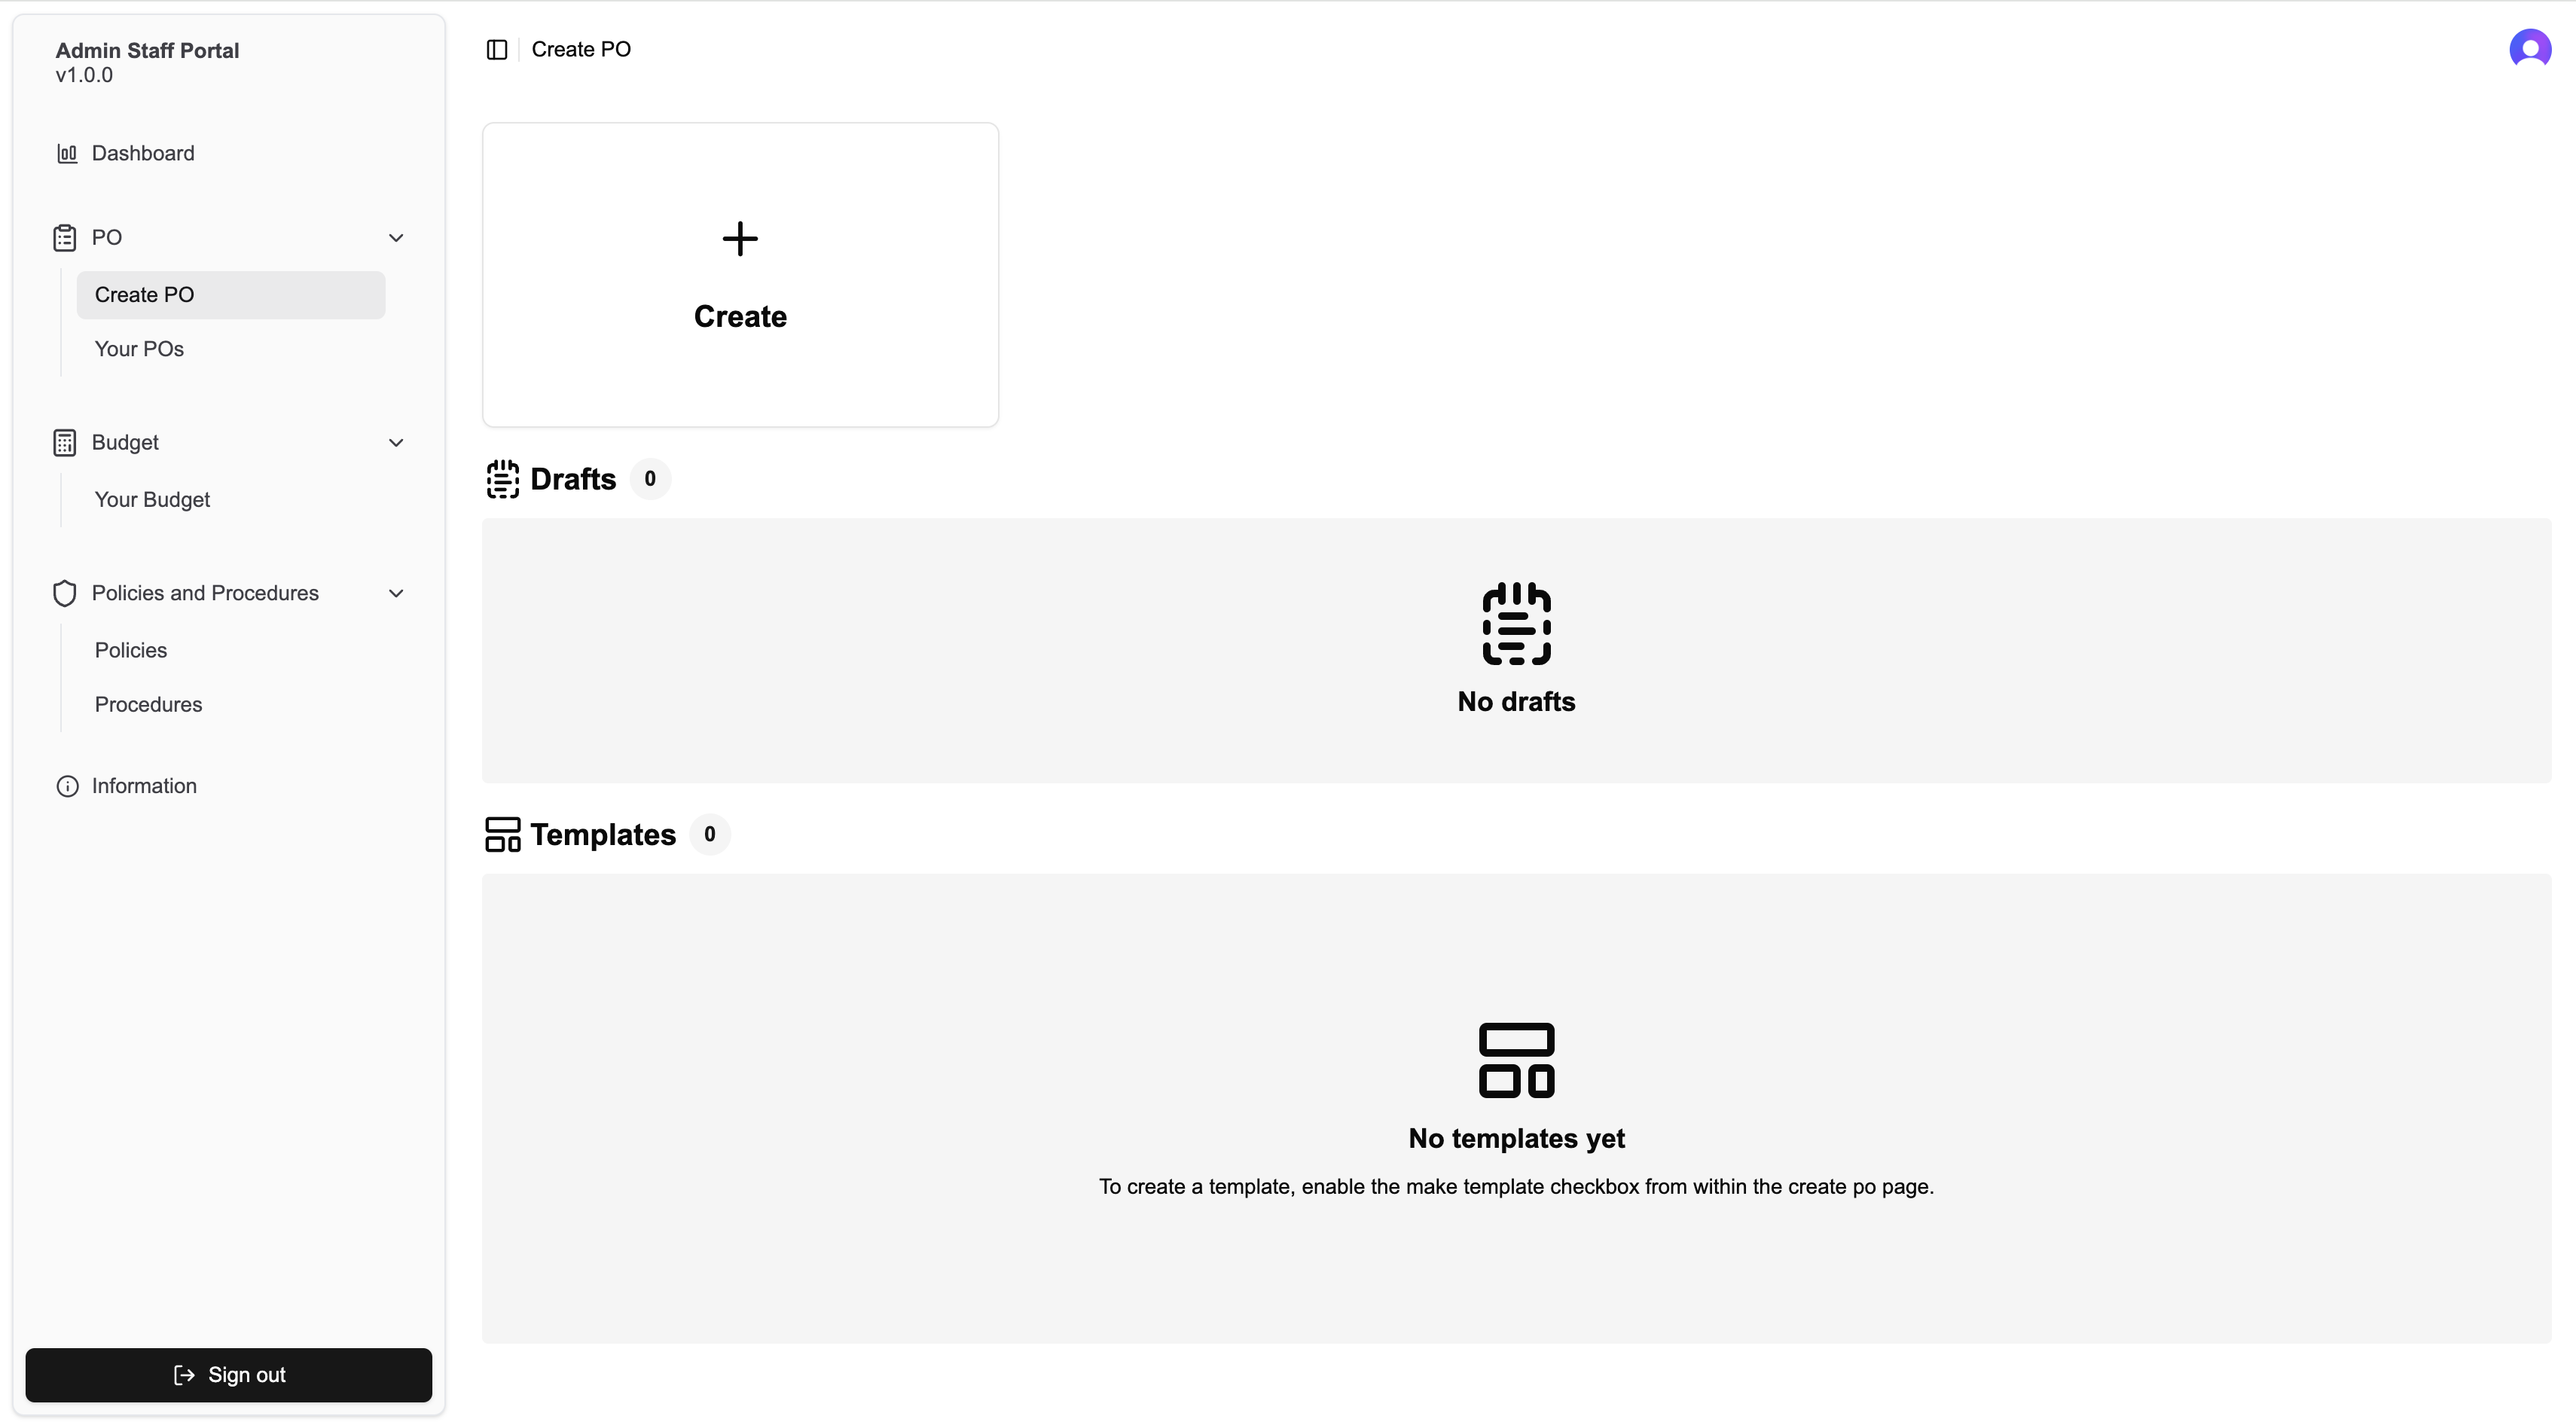 Admin Staff Portal
v1.0.0
Dashboard
PO
Create PO
Your POs
Budget
Your Budget
Policies and Procedures
Policies
Procedures
Information
Sign out
Create PO
Create
Drafts 0
No drafts
Templates 0
No templates yet
To create a template, enable the make template checkbox from within the create po page.